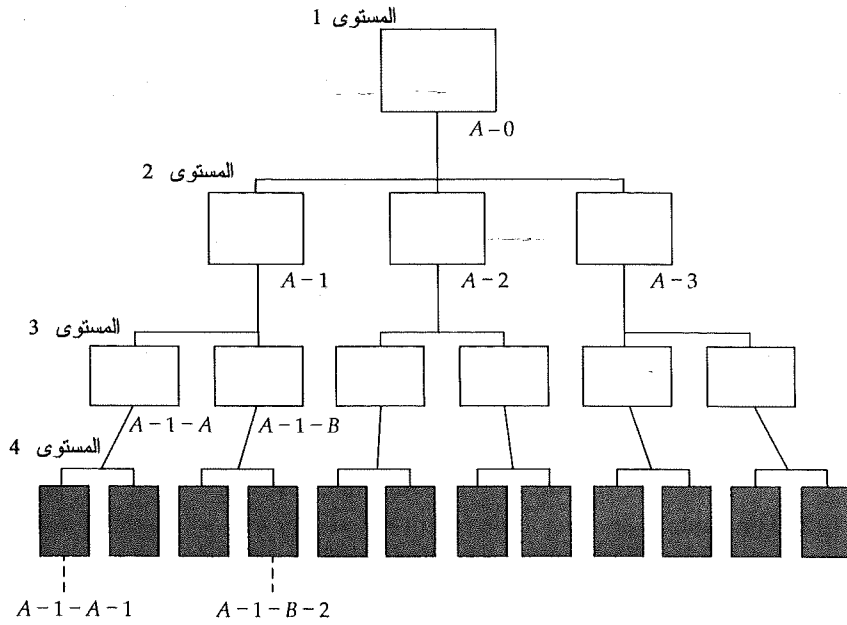 المستوى 1
A-0
المستوى 2
A-1
A-2
A-3
المستوى 3
A-1-A
A-1-B
المستوى 4
A-1-A-1
A-1-B-2